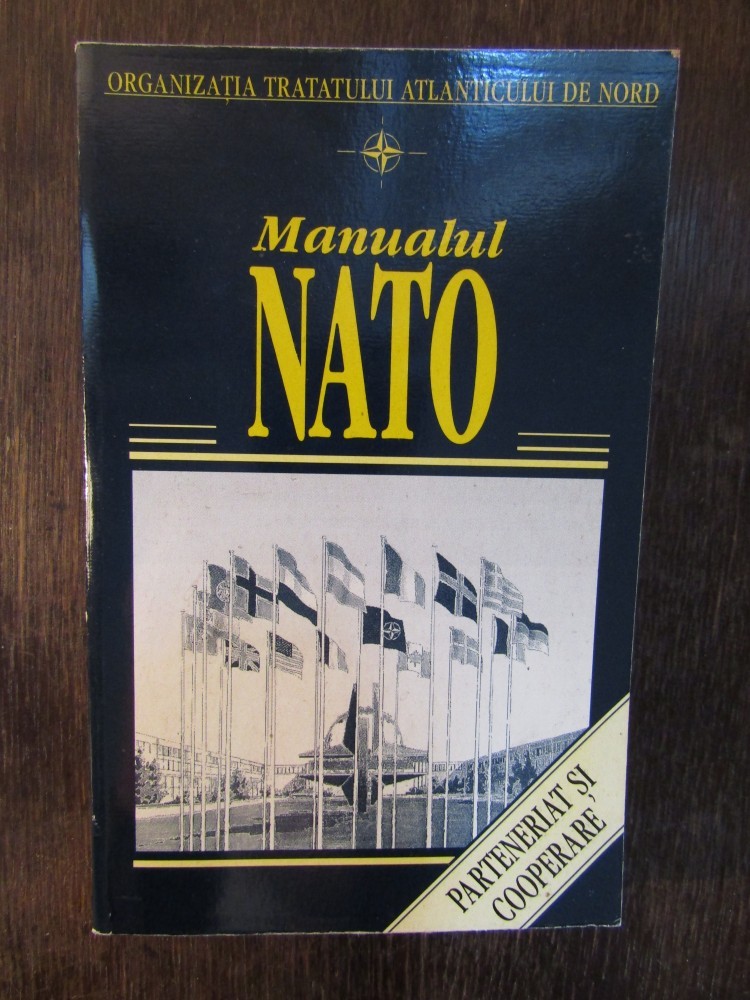 ORGANIZAȚIA TRATATULUI ATLANTICULUI DE NORD
Manualul
NATO
PARTENERIAT ȘI
COOPERARE